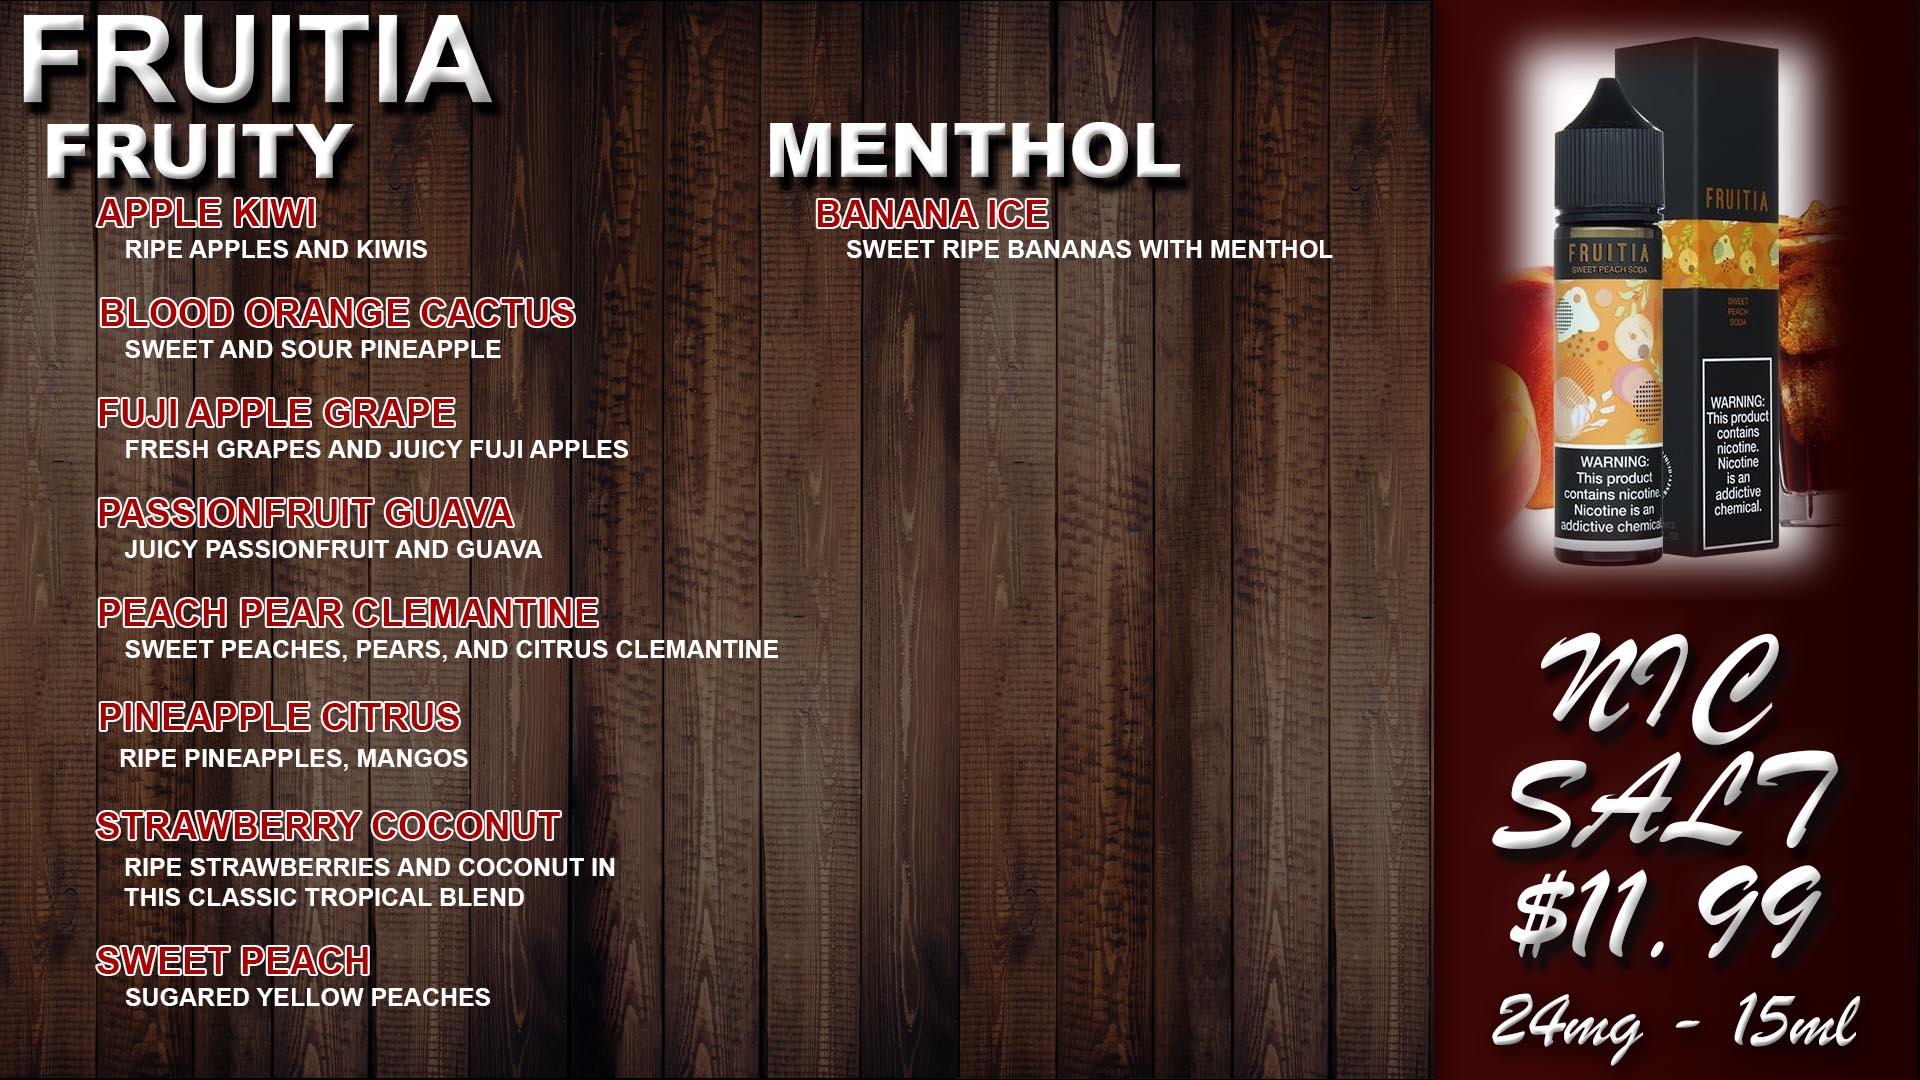 FRUITIA
FRUITY
APPLE KIWI
RIPE APPLES AND KIWIS
BLOOD ORANGE CACTUS
SWEET AND SOUR PINEAPPLE
FUJI APPLE GRAPE
FRESH GRAPES AND JUICY FUJI APPLES
PASSIONFRUIT GUAVA
JUICY PASSIONFRUIT AND GUAVA
PEACH PEAR CLEMANTINE
SWEET PEACHES, PEARS, AND CITRUS CLEMANTINE
PINEAPPLE CITRUS
RIPE PINEAPPLES, MANGOS
STRAWBERRY COCONUT
RIPE STRAWBERRIES AND COCONUT IN
THIS CLASSIC TROPICAL BLEND
SWEET PEACH
SUGARED YELLOW PEACHES
MENTHOL
BANANA ICE
SWEET RIPE BANANAS WITH MENTHOL
FRUITIA
SWEET PEACH SODA
WARNING:
This product
contains nicotine.
Nicotine is an
addictive chemical
FRUITIA
SWEET
PEACH
SODA
WARNING:
This product
contains
nicotine.
Nicotine
is an
addictive
chemical.
NIC
SALT
$11.99
24mg - 15ml